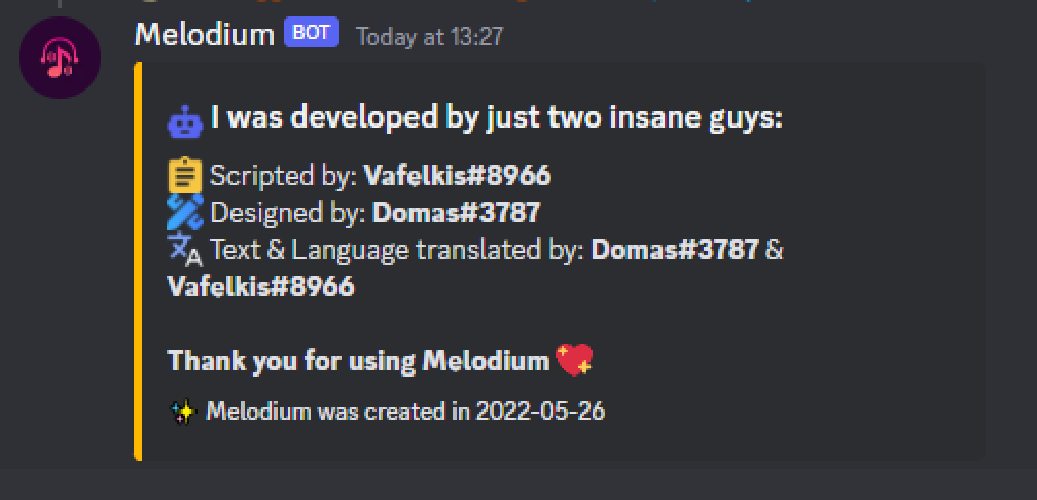 Melodium BOT Today at 13:27
I was developed by just two insane guys:
Scripted by: Vafelkis#8966
Designed by: Domas#3787
Text & Language translated by: Domas#3787 &
Vafelkis#8966
Thank you for using Melodium
Melodium was created in 2022-05-26